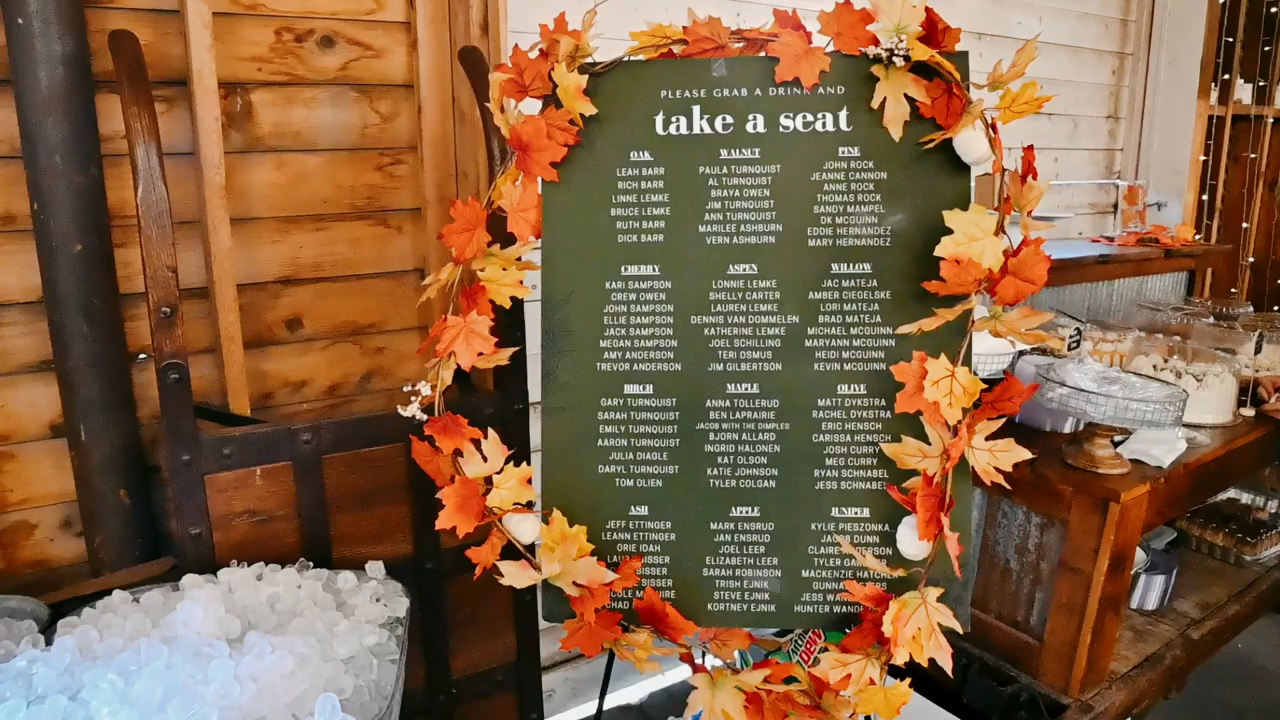 PLEASE GRAB A DRINK AND
take a seat
OAK
LEAH BARR
RICH BARR
LINNE LEMKE
BRUCE LEMKE
RUTH BARR
DICK BARR
WALNUT
PAULA TURNQUIST
AL TURNQUIST
BRAYA OWEN
JIM TURNQUIST
ANN TURNQUIST
MARILEE ASHBURN
VERN ASHBURN
PINE
JOHN ROCK
JEANNE CANNON
ANNE ROCK
THOMAS ROCK
SANDY MAMPEL
DK MCGUINN
EDDIE HERNANDEZ
MARY HERNANDEZ
CHERRY
KARI SAMPSON
CREW OWEN
JOHN SAMPSON
ELLIE SAMPSON
JACK SAMPSON
MEGAN SAMPSON
AMY ANDERSON
TREVOR ANDERSON
ASPEN
LONNIE LEMKE
SHELLY CARTER
LAUREN LEMKE
DENNIS VAN DOMMELEN
KATHERINE LEMKE
JOEL SCHILLING
TERI OSMUS
JIM GILBERTSON
WILLOW
JAC MATEJA
AMBER CIEGELSKE
LORI MATEJA
BRAD MATEJA
MICHAEL MCGUINN
MARYANN MCGUINN
HEIDI MCGUINN
KEVIN MCGUINN
BIRCH
GARY TURNQUIST
SARAH TURNQUIST
EMILY TURNQUIST
AARON TURNQUIST
JULIA DIAGLE
DARYL TURNQUIST
TOM OLIEN
MAPLE
ANNA TOLLERUD
BEN LAPRAIRIE
JACOB WITH THE DIMPLES
BJORN ALLARD
INGRID HALONEN
KAT OLSON
KATIE JOHNSON
TYLER COLGAN
OLIVE
MATT DYKSTRA
RACHEL DYKSTRA
ERIC HENSCH
CARISSA HENSCH
JOSH CURRY
MEG CURRY
RYAN SCHNABEL
JESS SCHNABEL
ASH
JEFF ETTINGER
LEANN ETTINGER
ORIE IDAH
CHAD
APPLE
MARK ENSRUD
JAN ENSRUD
JOEL LEER
ELIZABETH LEER
SARAH ROBINSON
TRISH EJNIK
STEVE EJNIK
KORTNEY EJNIK
JUNIPER
KYLIE PIESZONKA
JACOB DUNN
CLAIRE
TYLER
MACKENZIE HATCHER
JESS
HUNTER
DEW